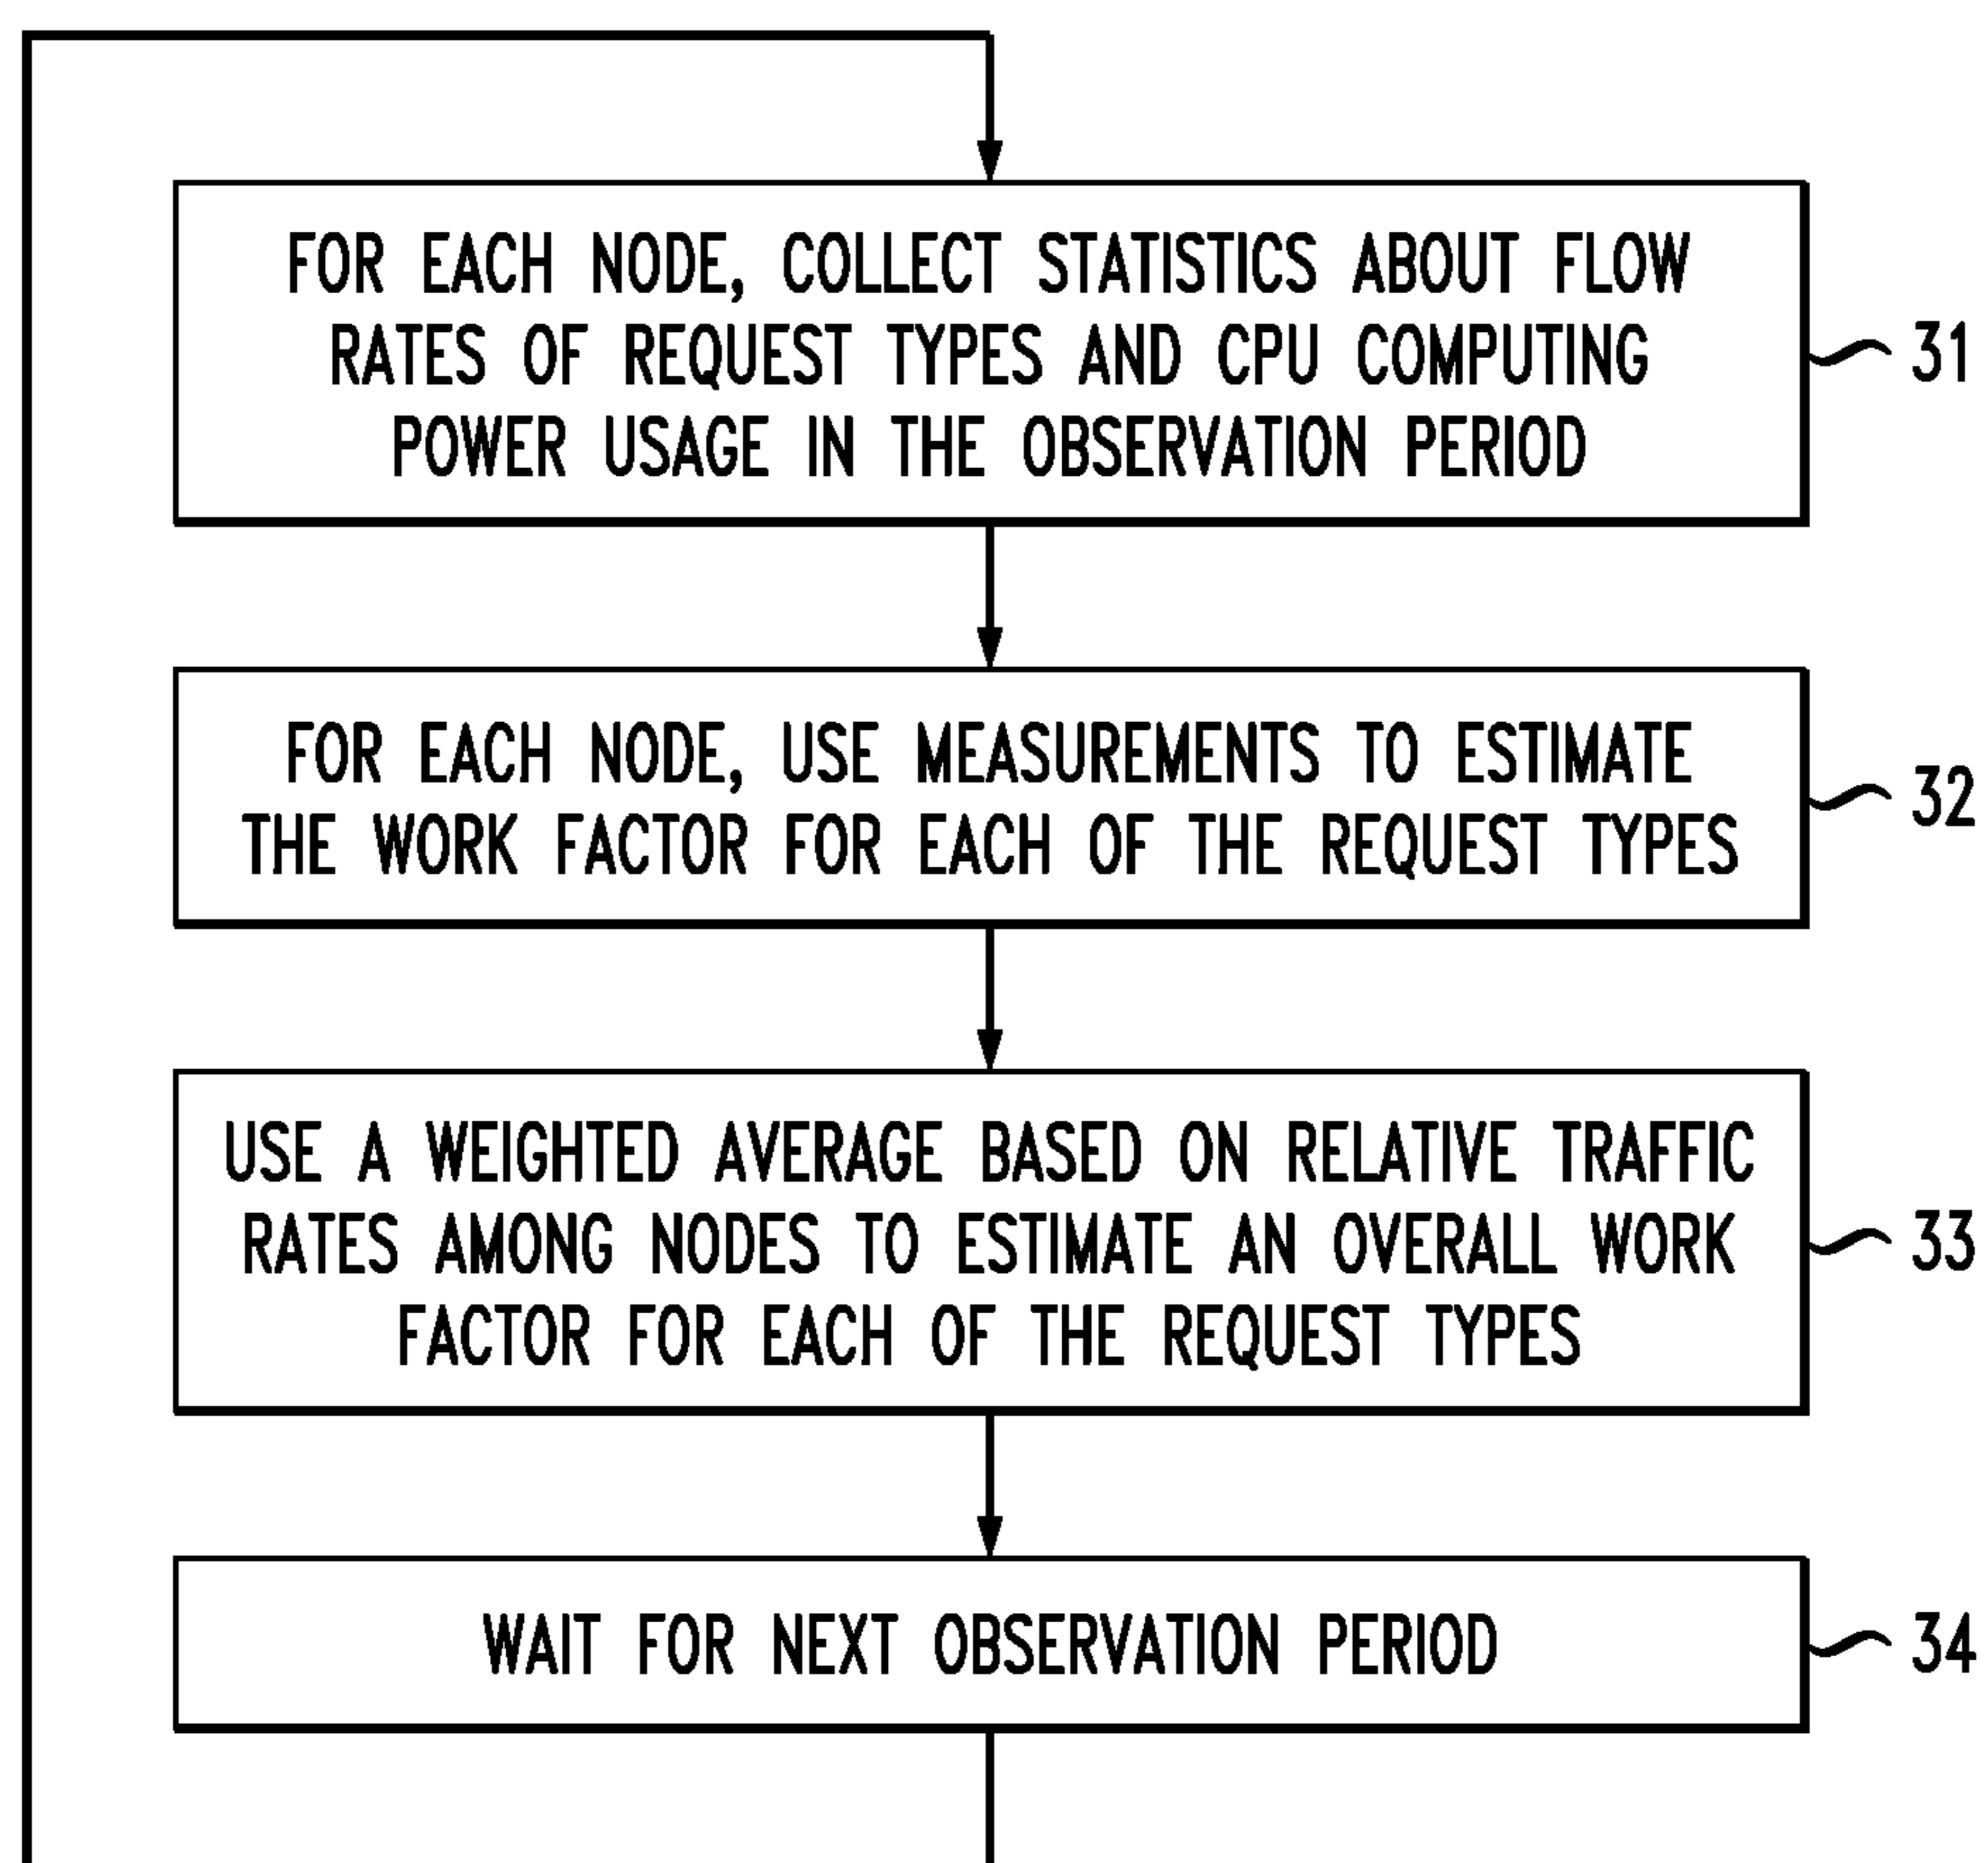 FOR EACH NODE, COLLECT STATISTICS ABOUT FLOW
RATES OF REQUEST TYPES AND CPU COMPUTING
POWER USAGE IN THE OBSERVATION PERIOD
31
FOR EACH NODE, USE MEASUREMENTS TO ESTIMATE
THE WORK FACTOR FOR EACH OF THE REQUEST TYPES
32
USE A WEIGHTED AVERAGE BASED ON RELATIVE TRAFFIC
RATES AMONG NODES TO ESTIMATE AN OVERALL WORK
FACTOR FOR EACH OF THE REQUEST TYPES
33
WAIT FOR NEXT OBSERVATION PERIOD
34